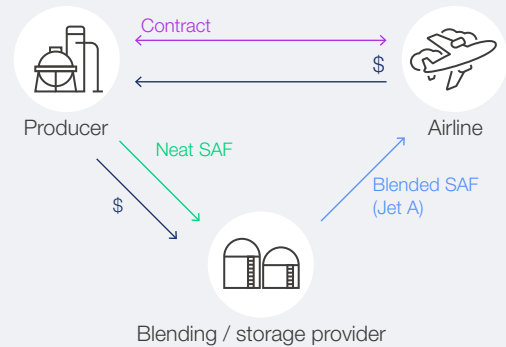 Contract
$
Producer
Airline
Neat SAF
$
Blended SAF
(Jet A)
Blending / storage provider